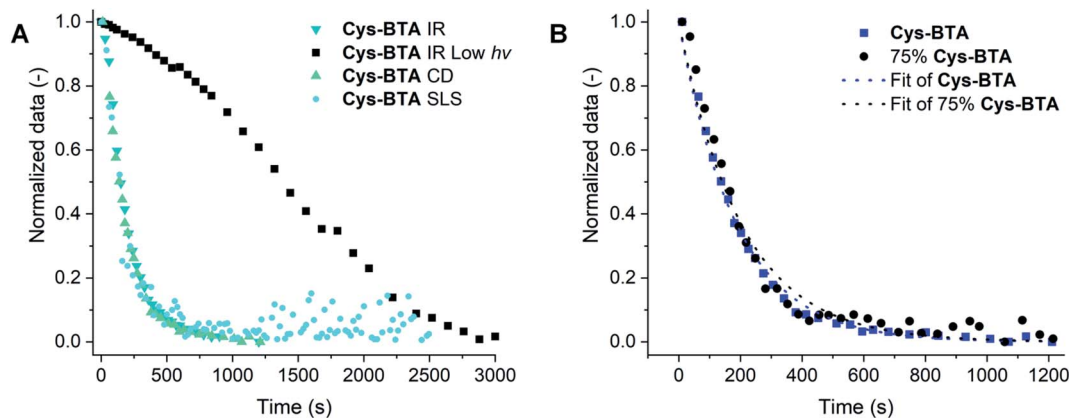 A
Normalized data (-)
1.0
0.8
0.6
0.4
0.2
0.0
0
500
1000
1500
2000
2500
3000
Time (s)
Cys-BTA IR
Cys-BTA IR Low hv
Cys-BTA CD
Cys-BTA SLS
B
Normalized data (-)
1.0
0.8
0.6
0.4
0.2
0.0
0
200
400
600
800
1000
1200
Time (s)
Cys-BTA
75% Cys-BTA
Fit of Cys-BTA
Fit of 75% Cys-BTA